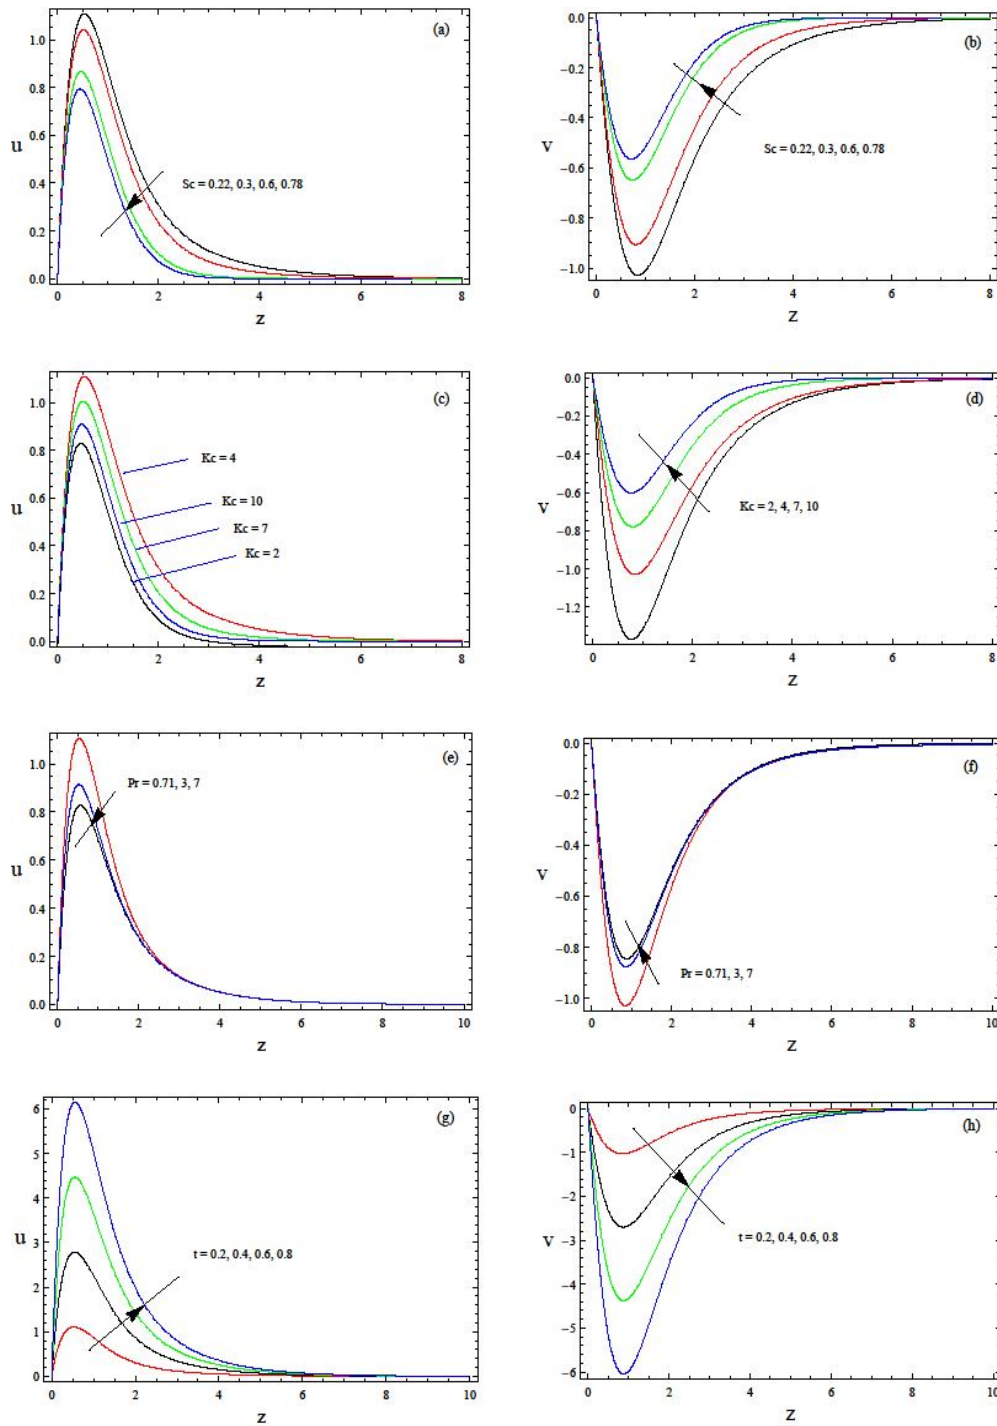 (a)
u
1.0
0.8
0.6
0.4
0.2
0.0
Sc = 0.22, 0.3, 0.6, 0.78
0 2 4 6 8
z
(b)
v
0.0
−0.2
−0.4
−0.6
−0.8
−1.0
Sc = 0.22, 0.3, 0.6, 0.78
0 2 4 6 8
z
(c)
u
1.0
0.8
0.6
0.4
0.2
0.0
Kc = 4
Kc = 10
Kc = 7
Kc = 2
0 2 4 6 8
z
(d)
v
0.0
−0.2
−0.4
−0.6
−0.8
−1.0
−1.2
Kc = 2, 4, 7, 10
0 2 4 6 8
z
(e)
u
1.0
0.8
0.6
0.4
0.2
0.0
Pr = 0.71, 3, 7
0 2 4 6 8 10
z
(f)
v
0.0
−0.2
−0.4
−0.6
−0.8
−1.0
Pr = 0.71, 3, 7
0 2 4 6 8 10
z
(g)
u
6
5
4
3
2
1
0
t = 0.2, 0.4, 0.6, 0.8
0 2 4 6 8 10
z
(h)
v
0
−1
−2
−3
−4
−5
−6
t = 0.2, 0.4, 0.6, 0.8
0 2 4 6 8 10
z